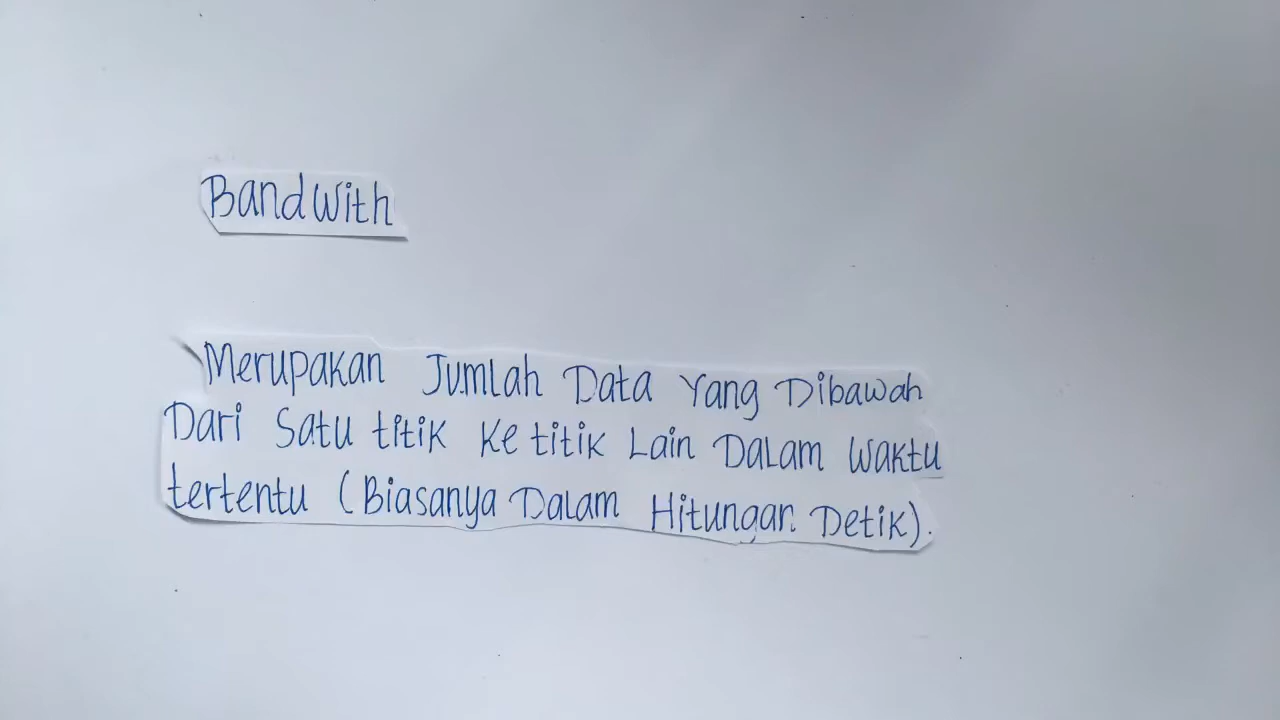 Bandwith
Merupakan Jumlah Data Yang Dibawah
Dari Satu titik Ke titik Lain Dalam Waktu
tertentu (Biasanya Dalam Hitungan Detik).